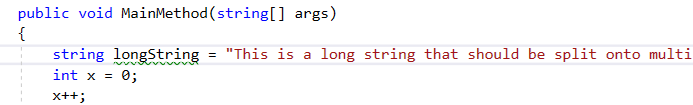 public void MainMethod(string[] args)
{
string longString = "This is a long string that should be split onto multi
int x = 0;
x++;